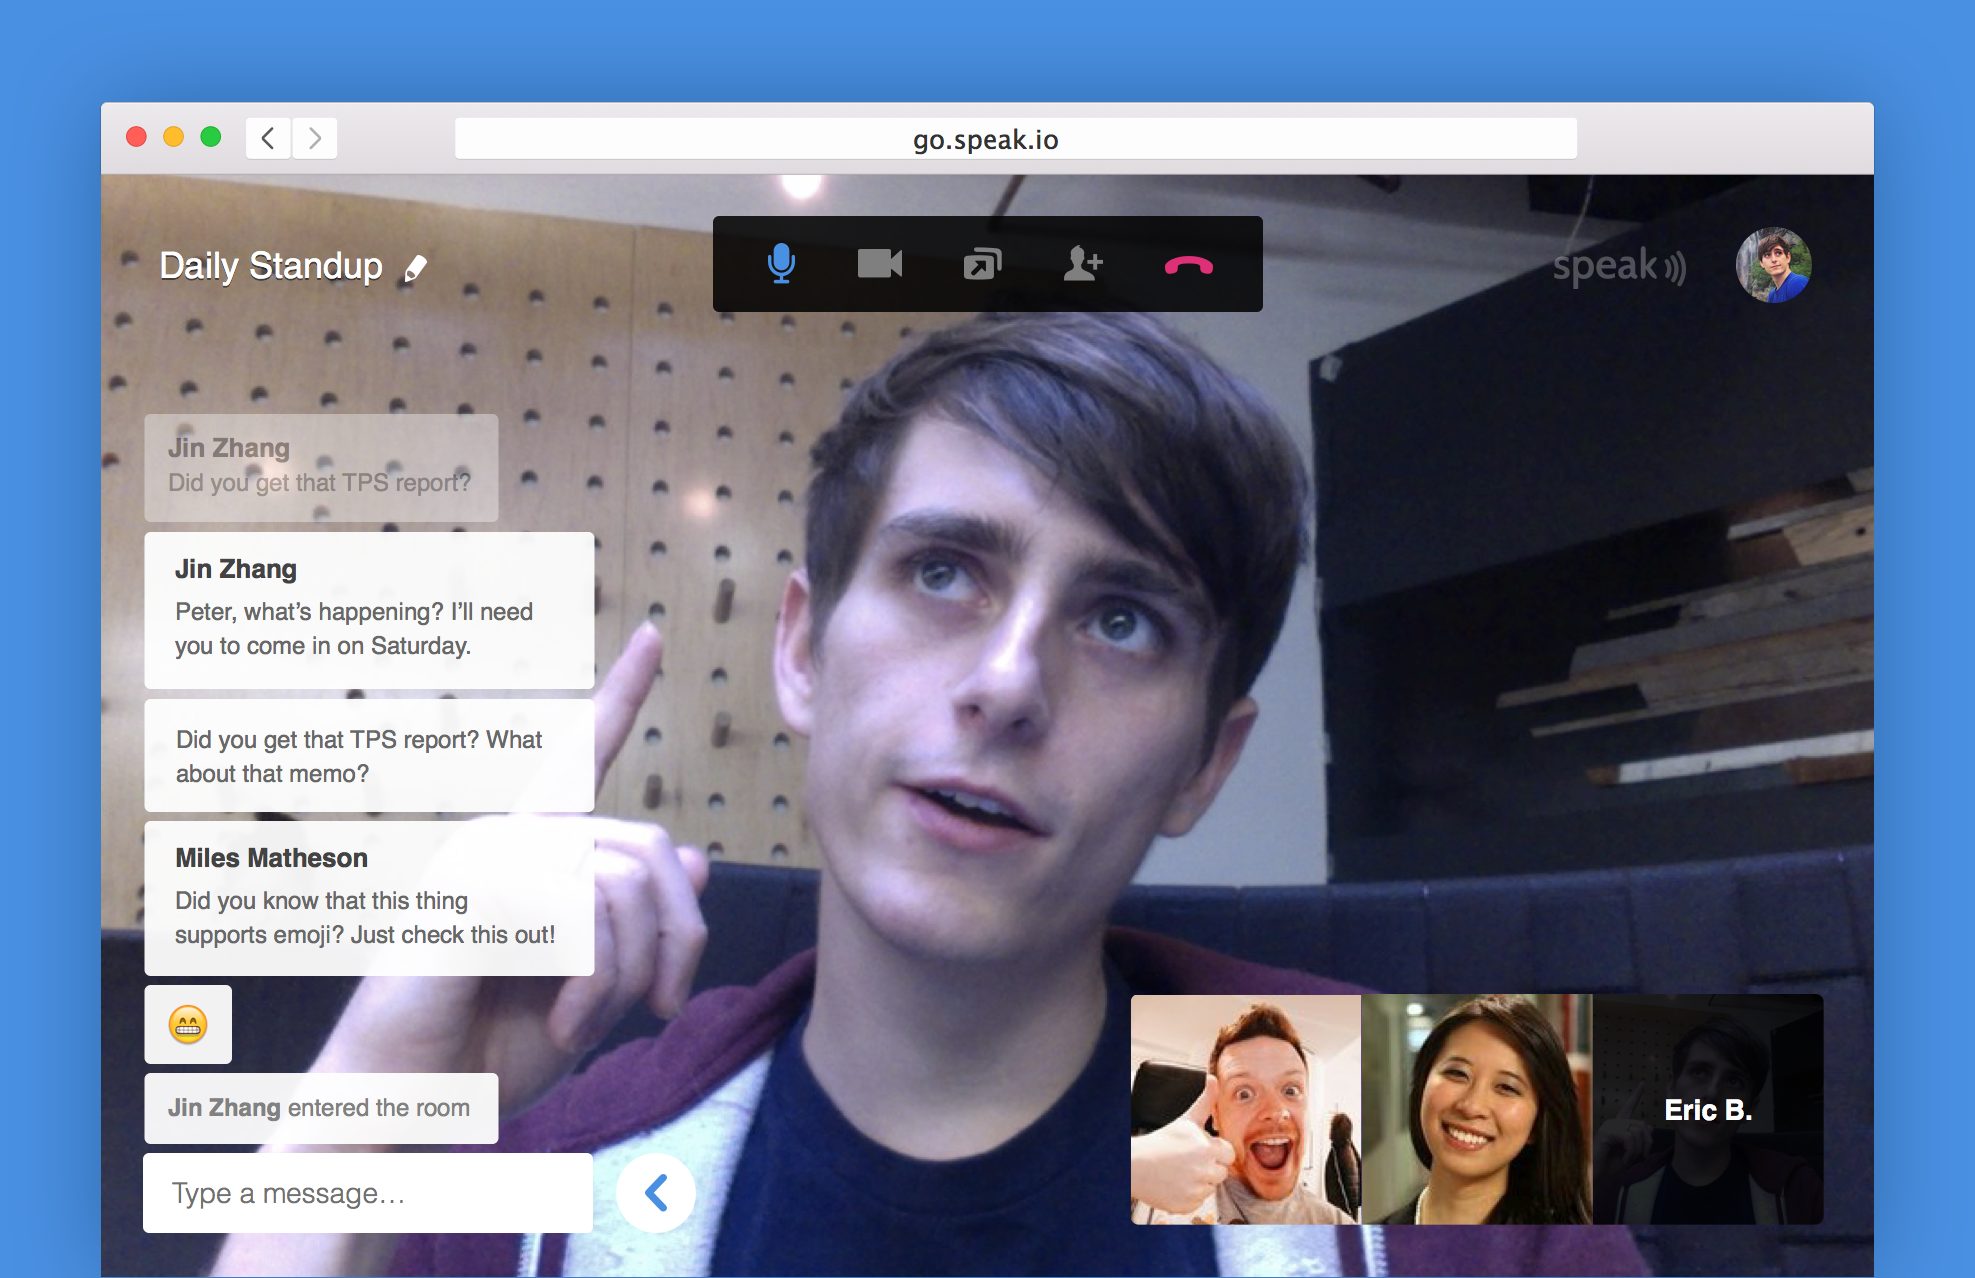 go.speak.io
Daily Standup
speak
Jin Zhang
Did you get that TPS report?
Jin Zhang
Peter, what’s happening? I’ll need
you to come in on Saturday.
Did you get that TPS report? What
about that memo?
Miles Matheson
Did you know that this thing
supports emoji? Just check this out!
😁
Jin Zhang entered the room
Type a message…
Eric B.